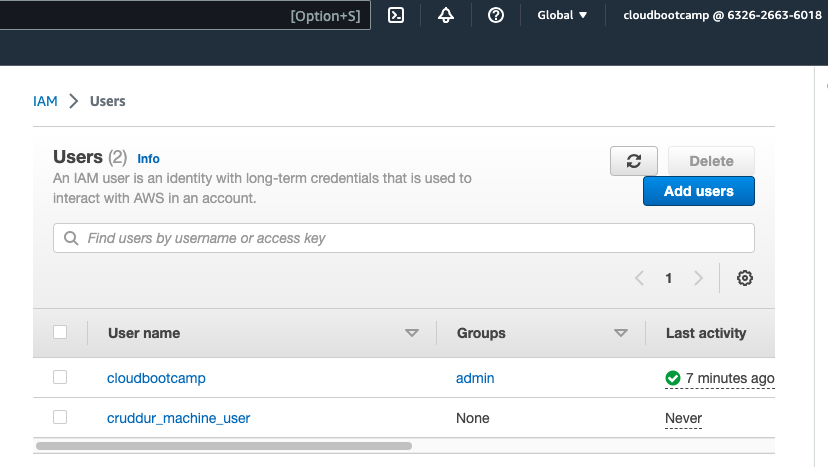 [Option+S] Global ▼ cloudbootcamp @ 6326-2663-6018
IAM > Users
Users (2) Info
Delete
An IAM user is an identity with long-term credentials that is used to
interact with AWS in an account.
Add users
Find users by username or access key
1
User name Groups Last activity
cloudbootcamp admin 7 minutes ago
cruddur_machine_user None Never